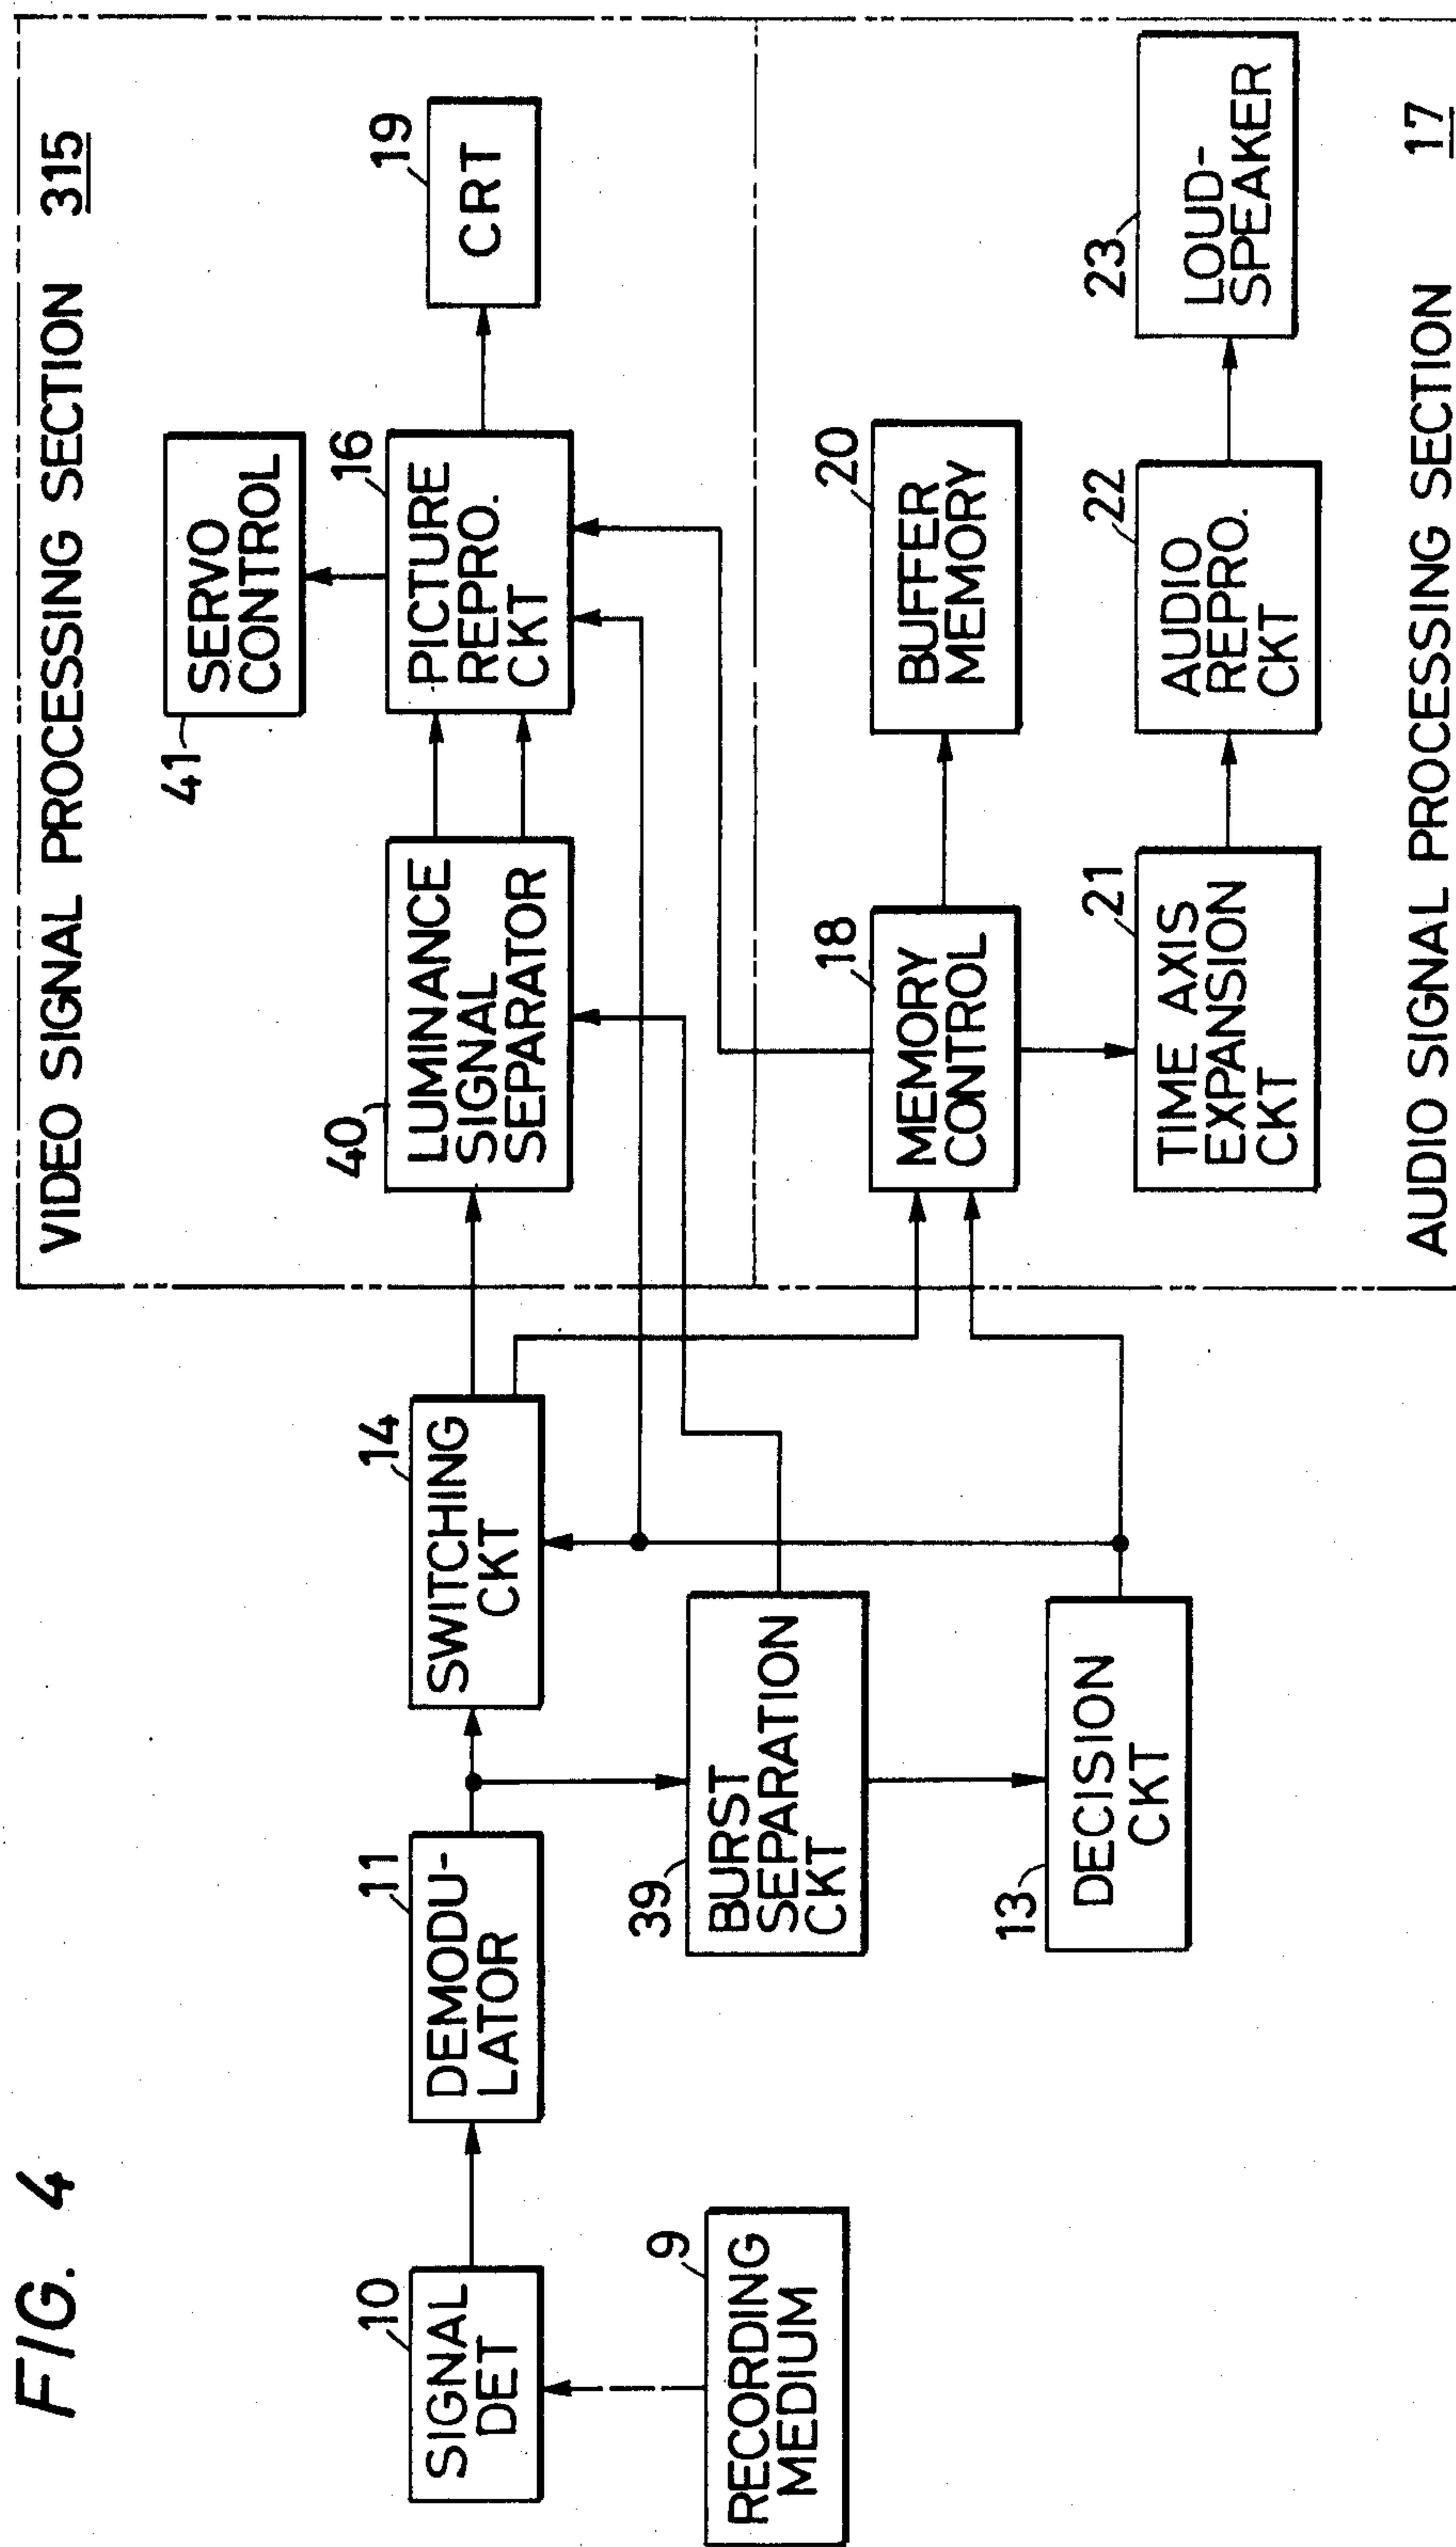 FIG. 4
VIDEO SIGNAL PROCESSING SECTION 315
41
SERVO
CONTROL
10
SIGNAL
DET
11
DEMODU-
LATOR
14
SWITCHING
CKT
40
LUMINANCE
SIGNAL
SEPARATOR
16
PICTURE
REPRO.
CKT
19
CRT
9
RECORDING
MEDIUM
39
BURST
SEPARATION
CKT
18
MEMORY
CONTROL
20
BUFFER
MEMORY
13
DECISION
CKT
21
TIME AXIS
EXPANSION
CKT
22
AUDIO
REPRO.
CKT
23
LOUD-
SPEAKER
AUDIO SIGNAL PROCESSING SECTION 17